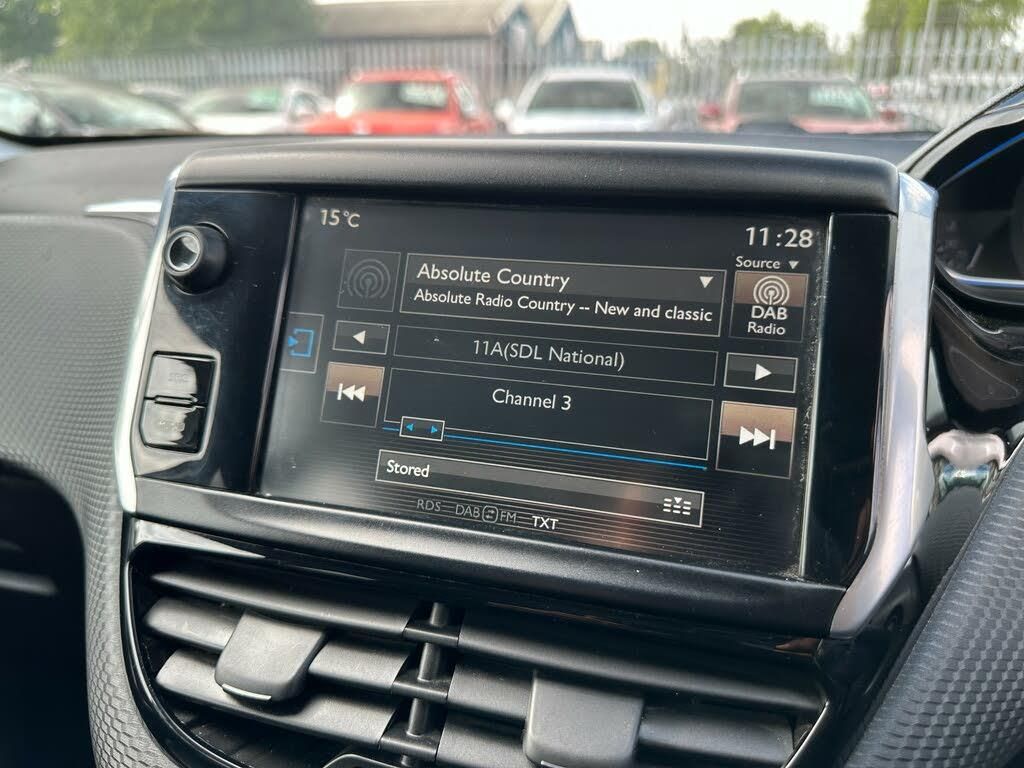 15°C
11:28
Source ▼
Absolute Country
Absolute Radio Country -- New and classic
DAB
Radio
11A(SDL National)
Channel 3
Stored
RDS DAB FM TXT